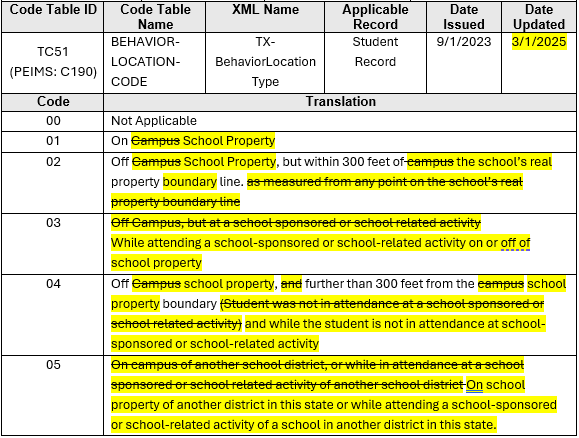 Code Table ID Code Table Name XML Name Applicable Record Date Issued Date Updated
TC51 (PEIMS: C190) BEHAVIOR-LOCATION-CODE TX-BehaviorLocation Type Student Record 9/1/2023 3/1/2025
Code Translation
00 Not Applicable
01 On Campus School Property
02 Off Campus School Property, but within 300 feet of campus the school's real
property boundary line. as measured from any point on the school's real
property boundary line
03 Off Campus, but at a school sponsored or school related activity
While attending a school-sponsored or school-related activity on or off of
school property
04 Off Campus school property, and further than 300 feet from the campus school
property boundary (Student was not in attendance at a school sponsored or
school related activity) and while the student is not in attendance at school-
sponsored or school-related activity
05 On campus of another school district, or while in attendance at a school
sponsored or school related activity of another school district On school
property of another district in this state or while attending a school-sponsored
or school-related activity of a school in another district in this state.